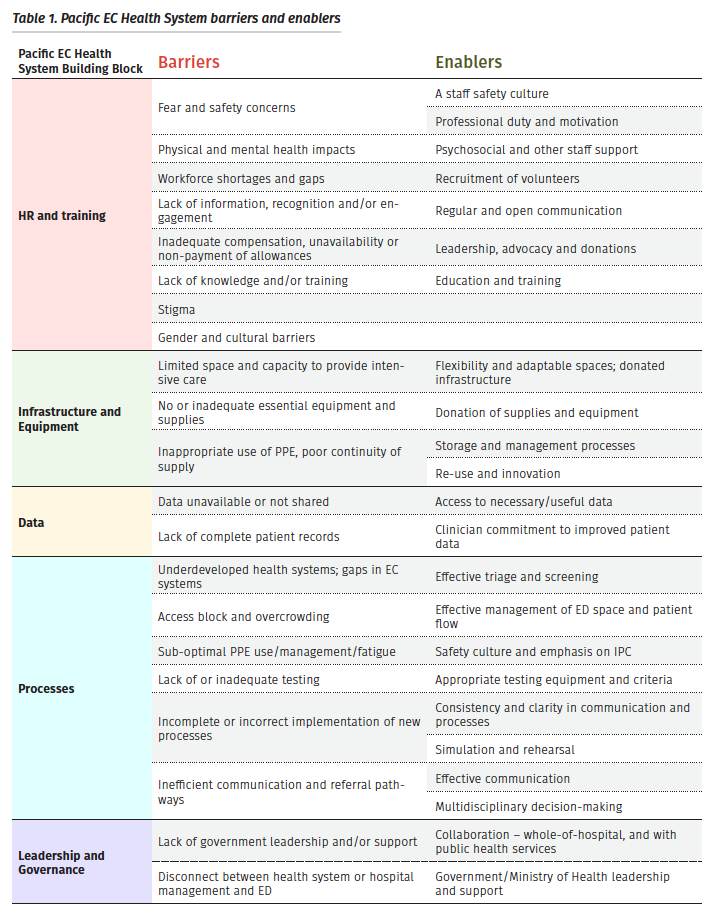 Table 1. Pacific EC Health System barriers and enablers
Pacific EC Health
System Building Block
Barriers
Enablers
HR and training
Fear and safety concerns
A staff safety culture
Professional duty and motivation
Physical and mental health impacts
Psychosocial and other staff support
Workforce shortages and gaps
Recruitment of volunteers
Lack of information, recognition and/or en-
gagement
Regular and open communication
Inadequate compensation, unavailability or
non-payment of allowances
Leadership, advocacy and donations
Lack of knowledge and/or training
Education and training
Stigma
Gender and cultural barriers
Infrastructure and
Equipment
Limited space and capacity to provide inten-
sive care
Flexibility and adaptable spaces; donated
infrastructure
No or inadequate essential equipment and
supplies
Donation of supplies and equipment
Inappropriate use of PPE, poor continuity of
supply
Storage and management processes
Re-use and innovation
Data
Data unavailable or not shared
Access to necessary/useful data
Lack of complete patient records
Clinician commitment to improved patient
data
Processes
Underdeveloped health systems; gaps in EC
systems
Effective triage and screening
Access block and overcrowding
Effective management of ED space and patient
flow
Sub-optimal PPE use/management/fatigue
Safety culture and emphasis on IPC
Lack of or inadequate testing
Appropriate testing equipment and criteria
Incomplete or incorrect implementation of new
processes
Consistency and clarity in communication and
processes
Simulation and rehearsal
Inefficient communication and referral path-
ways
Effective communication
Multidisciplinary decision-making
Leadership and
Governance
Lack of government leadership and/or support
Collaboration – whole-of-hospital, and with
public health services
Disconnect between health system or hospital
management and ED
Government/Ministry of Health leadership
and support